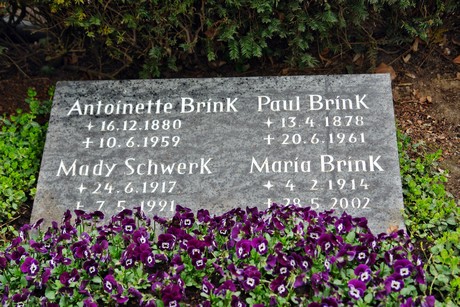 Antoinette Brink
+ 16.12.1880
+ 10.6.1959
Paul Brink
+ 13.4.1878
+ 20.6.1961
Mady Schwerk
+ 24.6.1917
+ 7.5.1921
Maria Brink
+ 4.2.1914
+ 28.5.2002